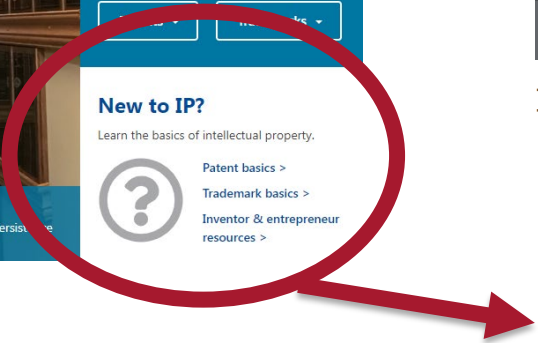 New to IP?
Learn the basics of intellectual property.
Patent basics >
Trademark basics >
Inventor & entrepreneur
resources >
?